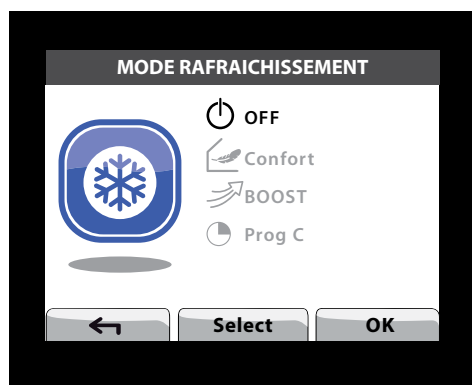 MODE RAFRAICHISSEMENT
OFF
Confort
BOOST
Prog C
Select OK